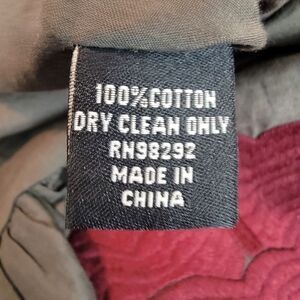 100%COTTON
DRY CLEAN ONLY
RN98292
MADE IN
CHINA